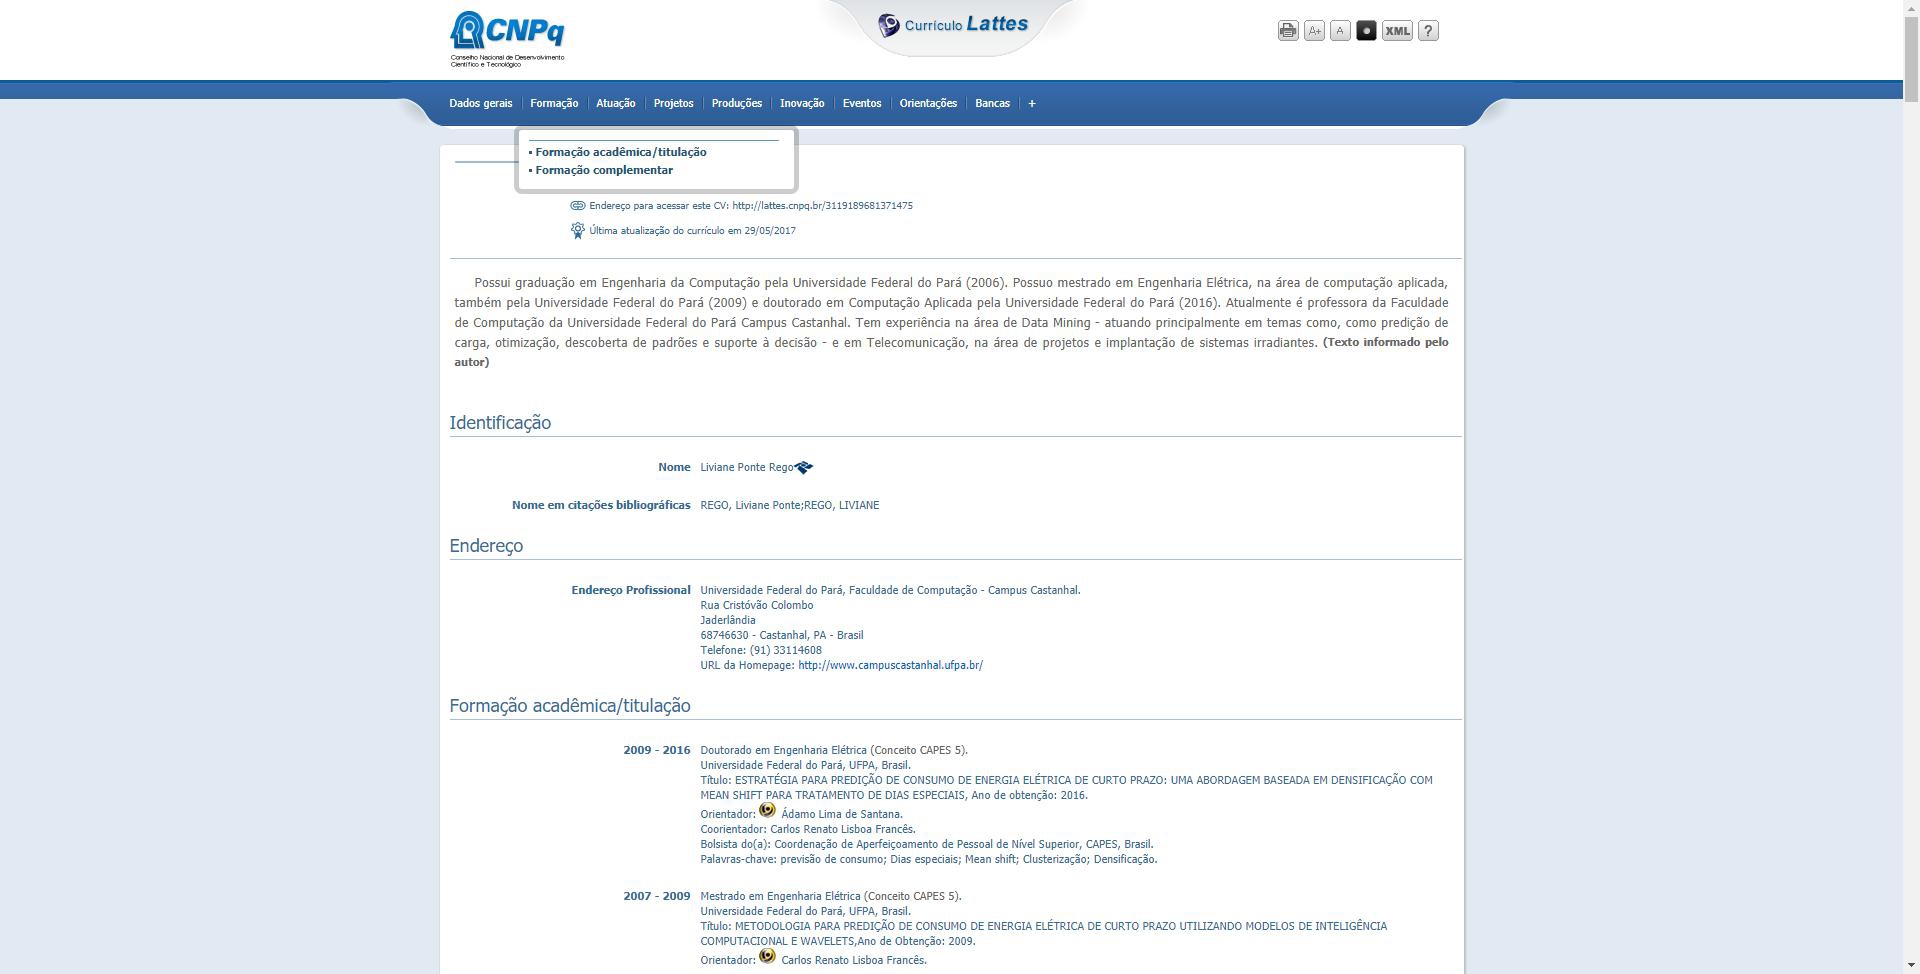 CNPq
Conselho Nacional de Desenvolvimento
Científico e Tecnológico
Currículo Lattes
A+ A XML ?
Dados gerais Formação Atuação Projetos Produções Inovação Eventos Orientações Bancas +
Formação acadêmica/titulação
Formação complementar
Endereço para acessar este CV: http://lattes.cnpq.br/3119189681371475
Última atualização do currículo em 29/05/2017
Possui graduação em Engenharia da Computação pela Universidade Federal do Pará (2006). Possuo mestrado em Engenharia Elétrica, na área de computação aplicada,
também pela Universidade Federal do Pará (2009) e doutorado em Computação Aplicada pela Universidade Federal do Pará (2016). Atualmente é professora da Faculdade
de Computação da Universidade Federal do Pará Campus Castanhal. Tem experiência na área de Data Mining - atuando principalmente em temas como, como predição de
carga, otimização, descoberta de padrões e suporte à decisão - e em Telecomunicação, na área de projetos e implantação de sistemas irradiantes. (Texto informado pelo
autor)
Identificação
Nome Liviane Ponte Rego
Nome em citações bibliográficas REGO, Liviane Ponte;REGO, LIVIANE
Endereço
Endereço Profissional Universidade Federal do Pará, Faculdade de Computação - Campus Castanhal.
Rua Cristóvão Colombo
Jaderlândia
68746630 - Castanhal, PA - Brasil
Telefone: (91) 33114608
URL da Homepage: http://www.campuscastanhal.ufpa.br/
Formação acadêmica/titulação
2009 - 2016 Doutorado em Engenharia Elétrica (Conceito CAPES 5).
Universidade Federal do Pará, UFPA, Brasil.
Título: ESTRATÉGIA PARA PREDIÇÃO DE CONSUMO DE ENERGIA ELÉTRICA DE CURTO PRAZO: UMA ABORDAGEM BASEADA EM DENSIFICAÇÃO COM
MEAN SHIFT PARA TRATAMENTO DE DIAS ESPECIAIS, Ano de obtenção: 2016.
Orientador: Ádamo Lima de Santana.
Coorientador: Carlos Renato Lisboa Francês.
Bolsista do(a): Coordenação de Aperfeiçoamento de Pessoal de Nível Superior, CAPES, Brasil.
Palavras-chave: previsão de consumo; Dias especiais; Mean shift; Clusterização; Densificação.
2007 - 2009 Mestrado em Engenharia Elétrica (Conceito CAPES 5).
Universidade Federal do Pará, UFPA, Brasil.
Título: METODOLOGIA PARA PREDIÇÃO DE CONSUMO DE ENERGIA ELÉTRICA DE CURTO PRAZO UTILIZANDO MODELOS DE INTELIGÊNCIA
COMPUTACIONAL E WAVELETS,Ano de Obtenção: 2009.
Orientador: Carlos Renato Lisboa Francês.